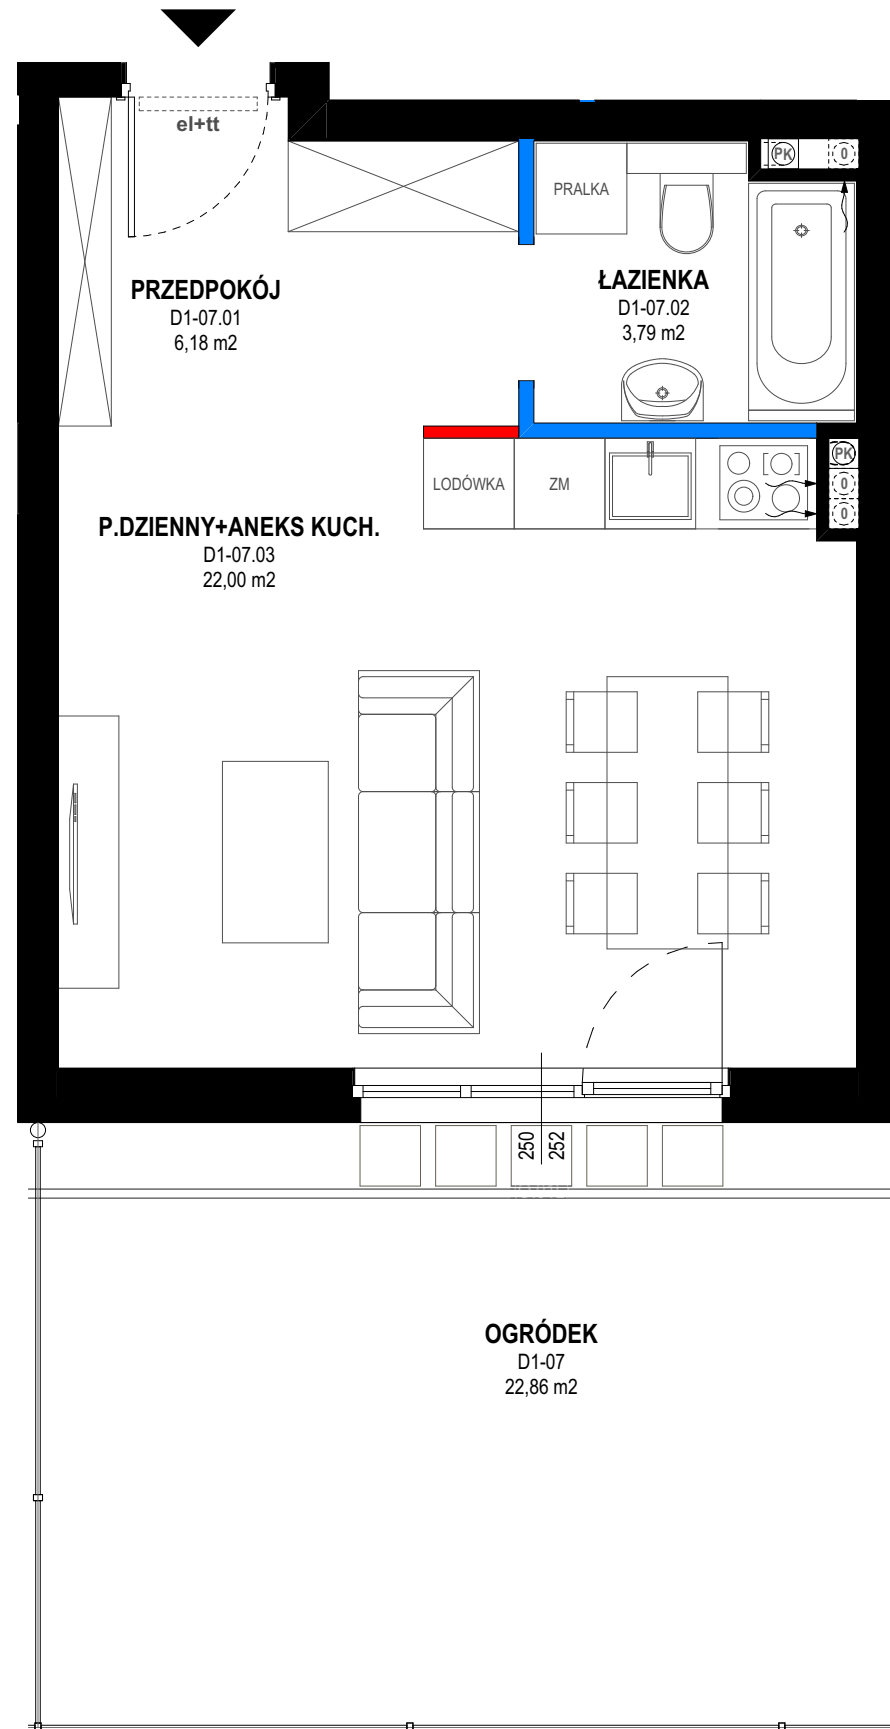 el+tt
PK
0
PRALKA
PRZEDPOKÓJ
D1-07.01
6,18 m2
ŁAZIENKA
D1-07.02
3,79 m2
PK
0
0
LODÓWKA
ZM
P.DZIENNY+ANEKS KUCH.
D1-07.03
22,00 m2
250
252
OGRÓDEK
D1-07
22,86 m2